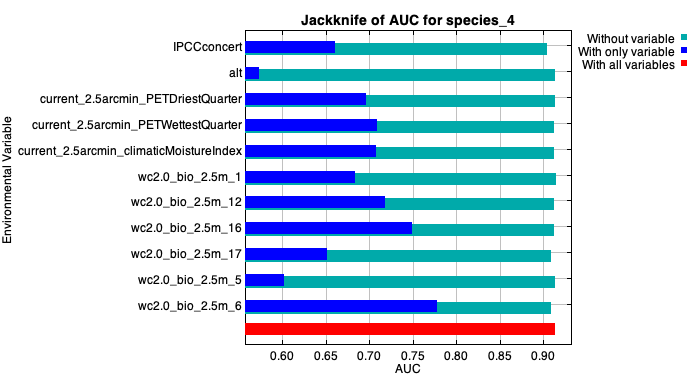 Jackknife of AUC for species_4
Without variable
With only variable
With all variables
Environmental Variable
IPCCconcert
alt
current_2.5arcmin_PETDriestQuarter
current_2.5arcmin_PETWettestQuarter
current_2.5arcmin_climaticMoistureIndex
wc2.0_bio_2.5m_1
wc2.0_bio_2.5m_12
wc2.0_bio_2.5m_16
wc2.0_bio_2.5m_17
wc2.0_bio_2.5m_5
wc2.0_bio_2.5m_6
0.60 0.65 0.70 0.75 0.80 0.85 0.90
AUC